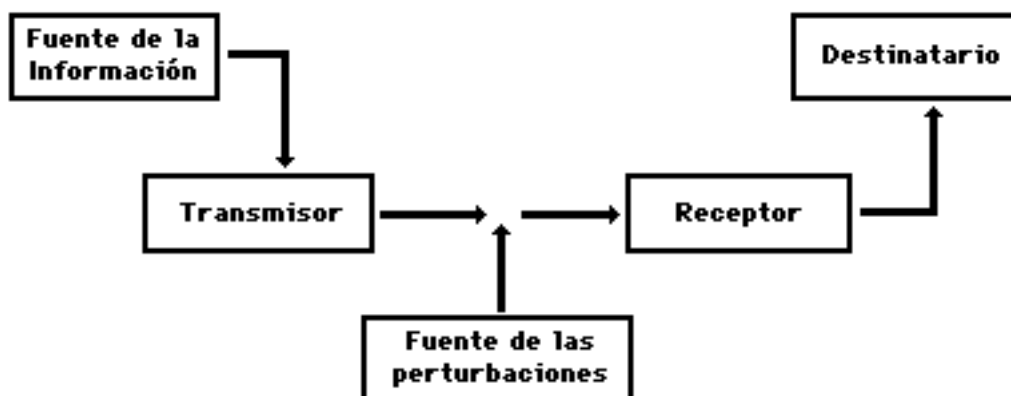 Fuente de la
Información
Destinatario
Transmisor
Receptor
Fuente de las
perturbaciones